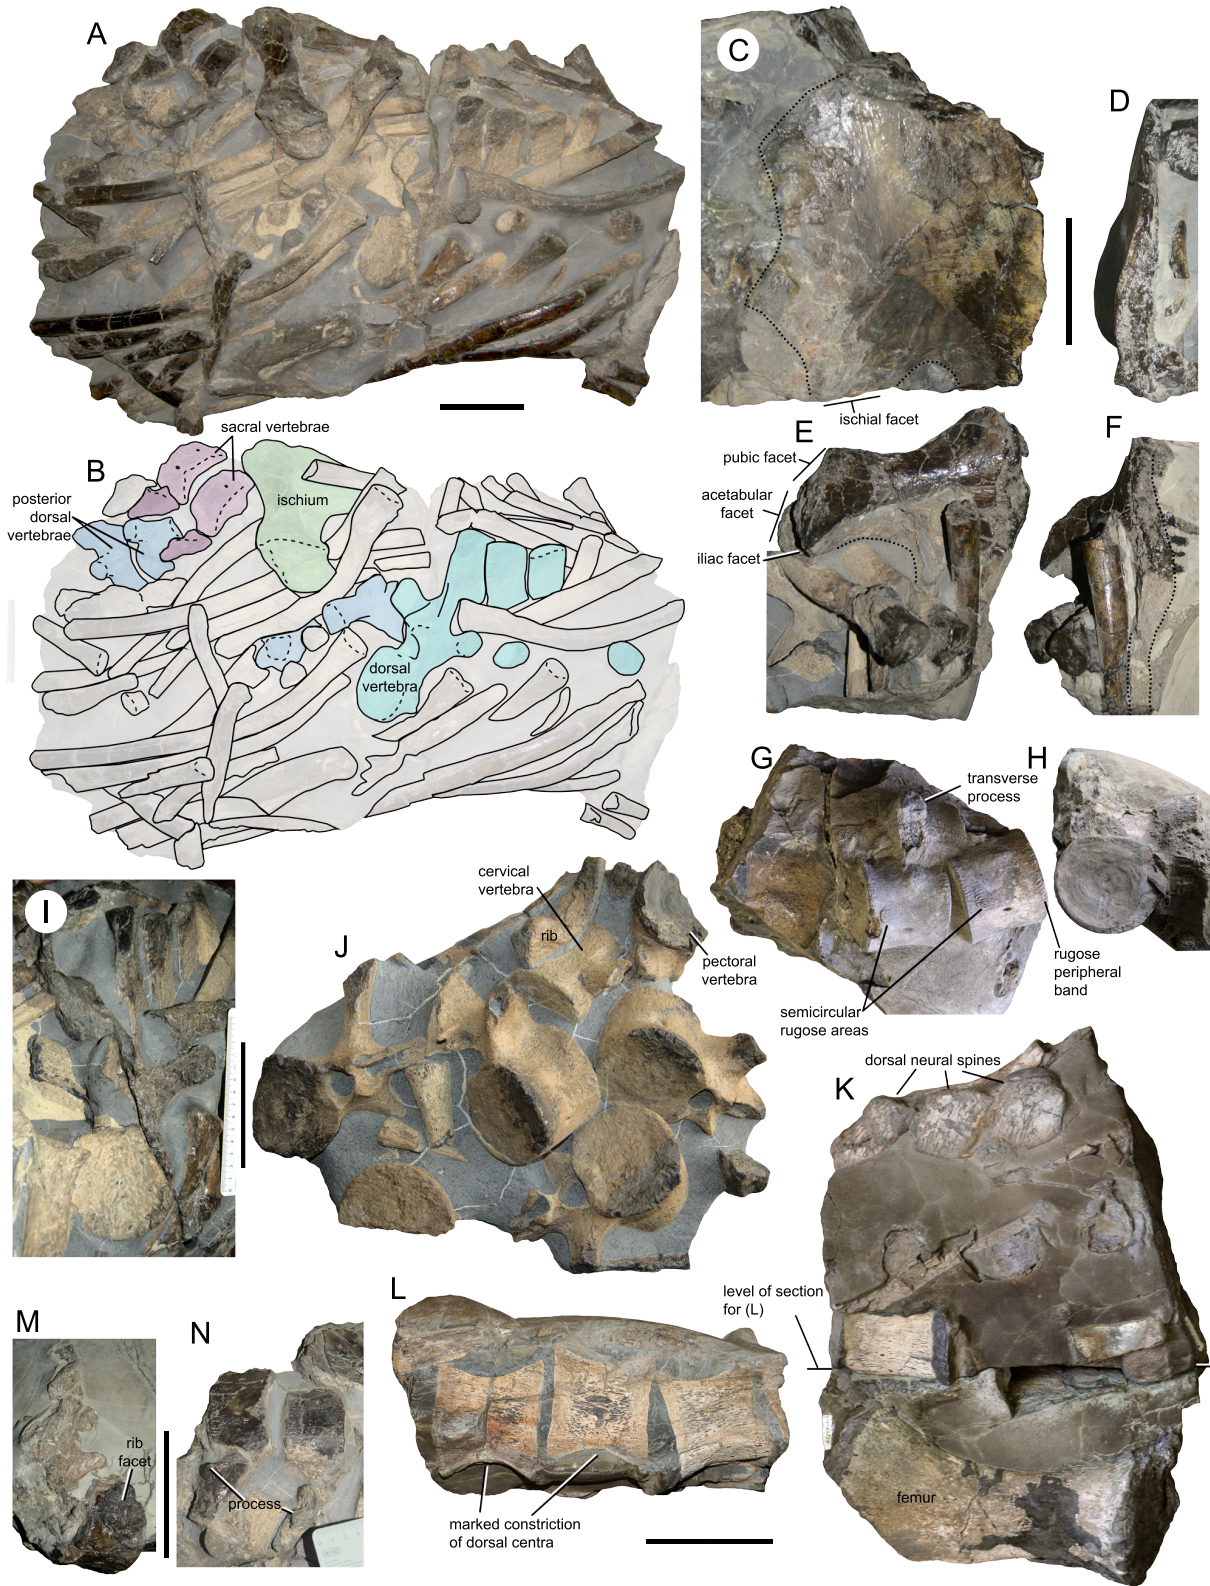 A
C
D
ischial facet
E
F
pubic facet
acetabular
facet
iliac facet
B
sacral vertebrae
ischium
posterior
dorsal
vertebrae
dorsal
vertebra
G
H
transverse
process
rugose
peripheral
band
semicircular
rugose areas
I
J
cervical
vertebra
rib
pectoral
vertebra
K
dorsal neural spines
level of section
for (L)
femur
L
marked constriction
of dorsal centra
M
rib
facet
N
process